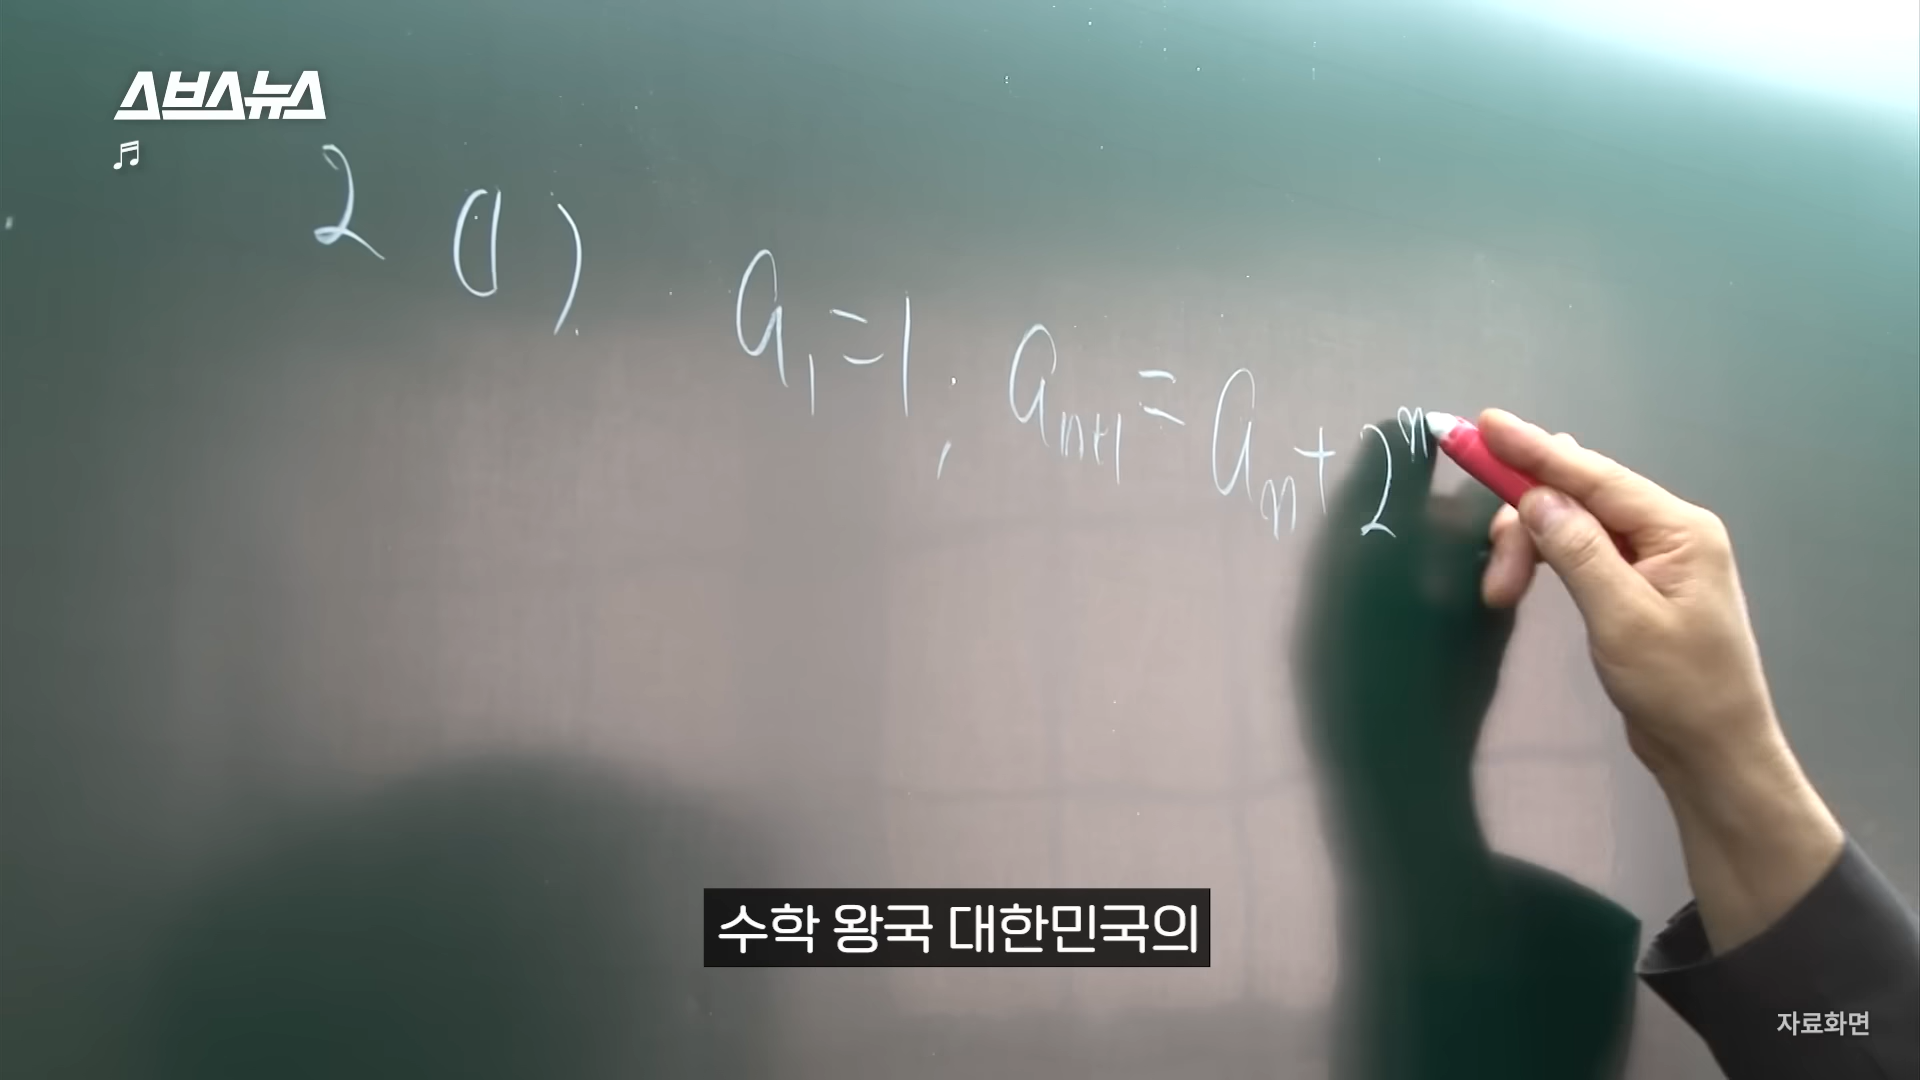 스브스뉴스
2 (1) a₁=1, aₙ₊₁=aₙ+2ⁿ
수학 왕국 대한민국의
자료화면